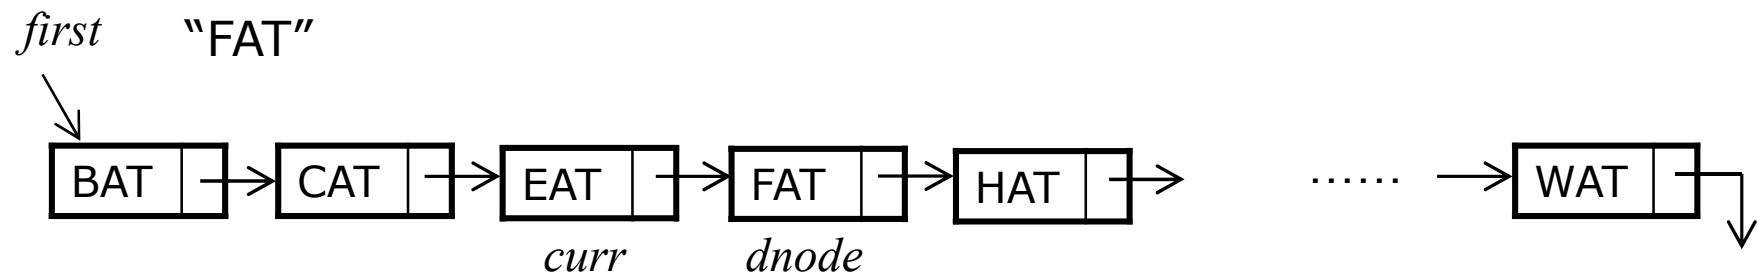 first “FAT”
BAT CAT EAT FAT HAT ...... WAT
curr dnode